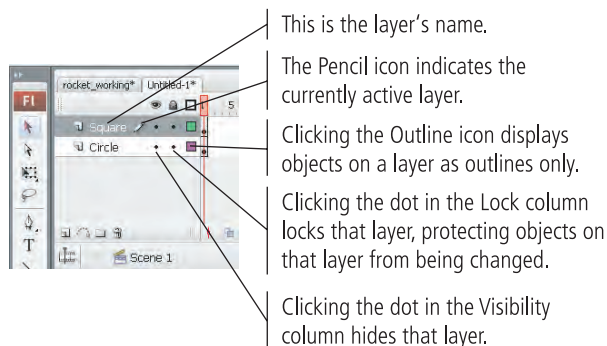 This is the layer's name.
The Pencil icon indicates the
currently active layer.
Clicking the Outline icon displays
objects on a layer as outlines only.
Clicking the dot in the Lock column
locks that layer, protecting objects on
that layer from being changed.
Clicking the dot in the Visibility
column hides that layer.
rocket_working* Untitled-1*
Fl
1 5
Square
Circle
T
Scene 1